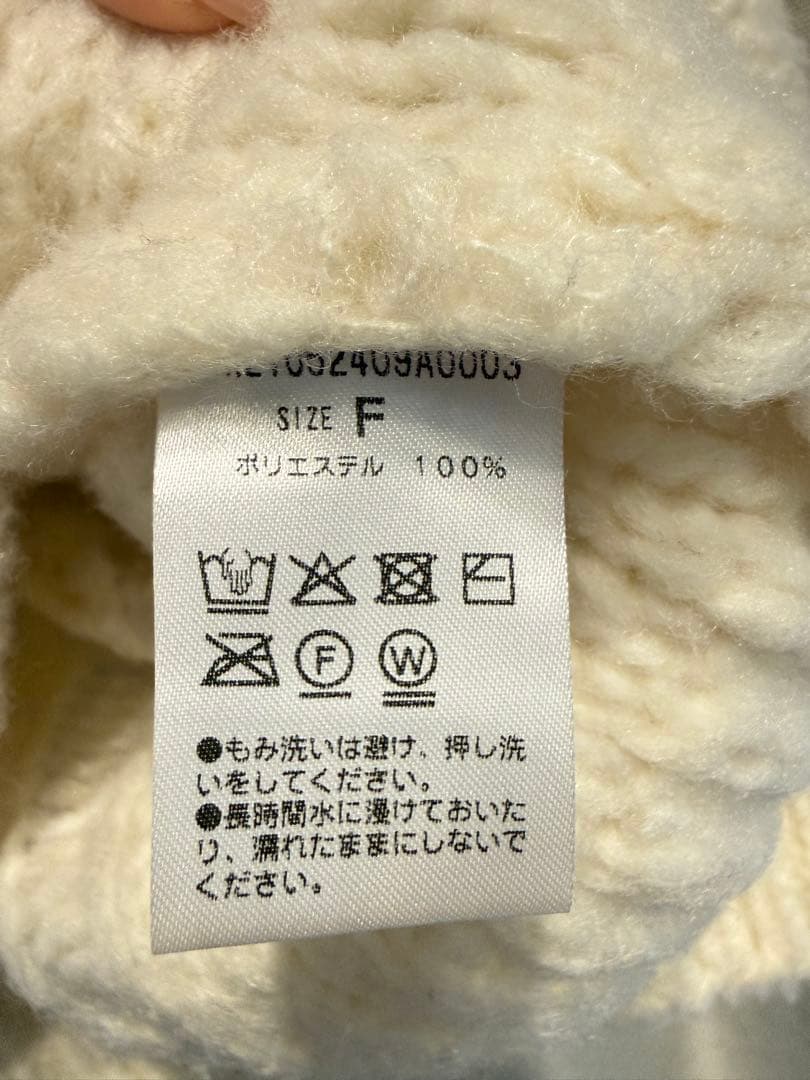 SIZE F
ポリエステル 100%
F W
●もみ洗いは避け、押し洗
いをしてください。
●長時間水に浸けておいた
り、濡れたままにしないで
ください。